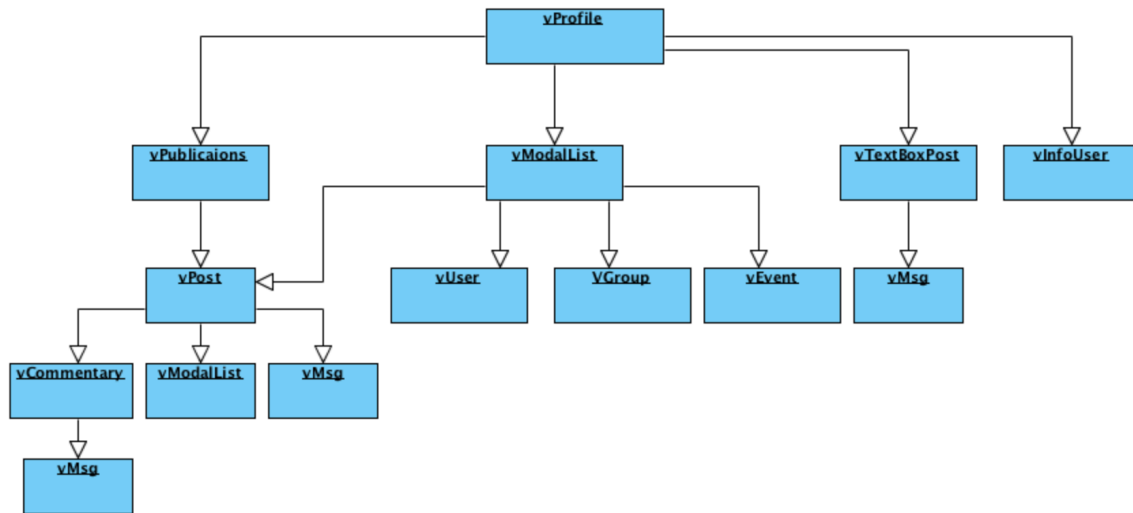 vProfile
vPublicaions
vModalList
vTextBoxPost
vInfoUser
vPost
vUser
VGroup
vEvent
vMsg
vCommentary
vModalList
vMsg
vMsg